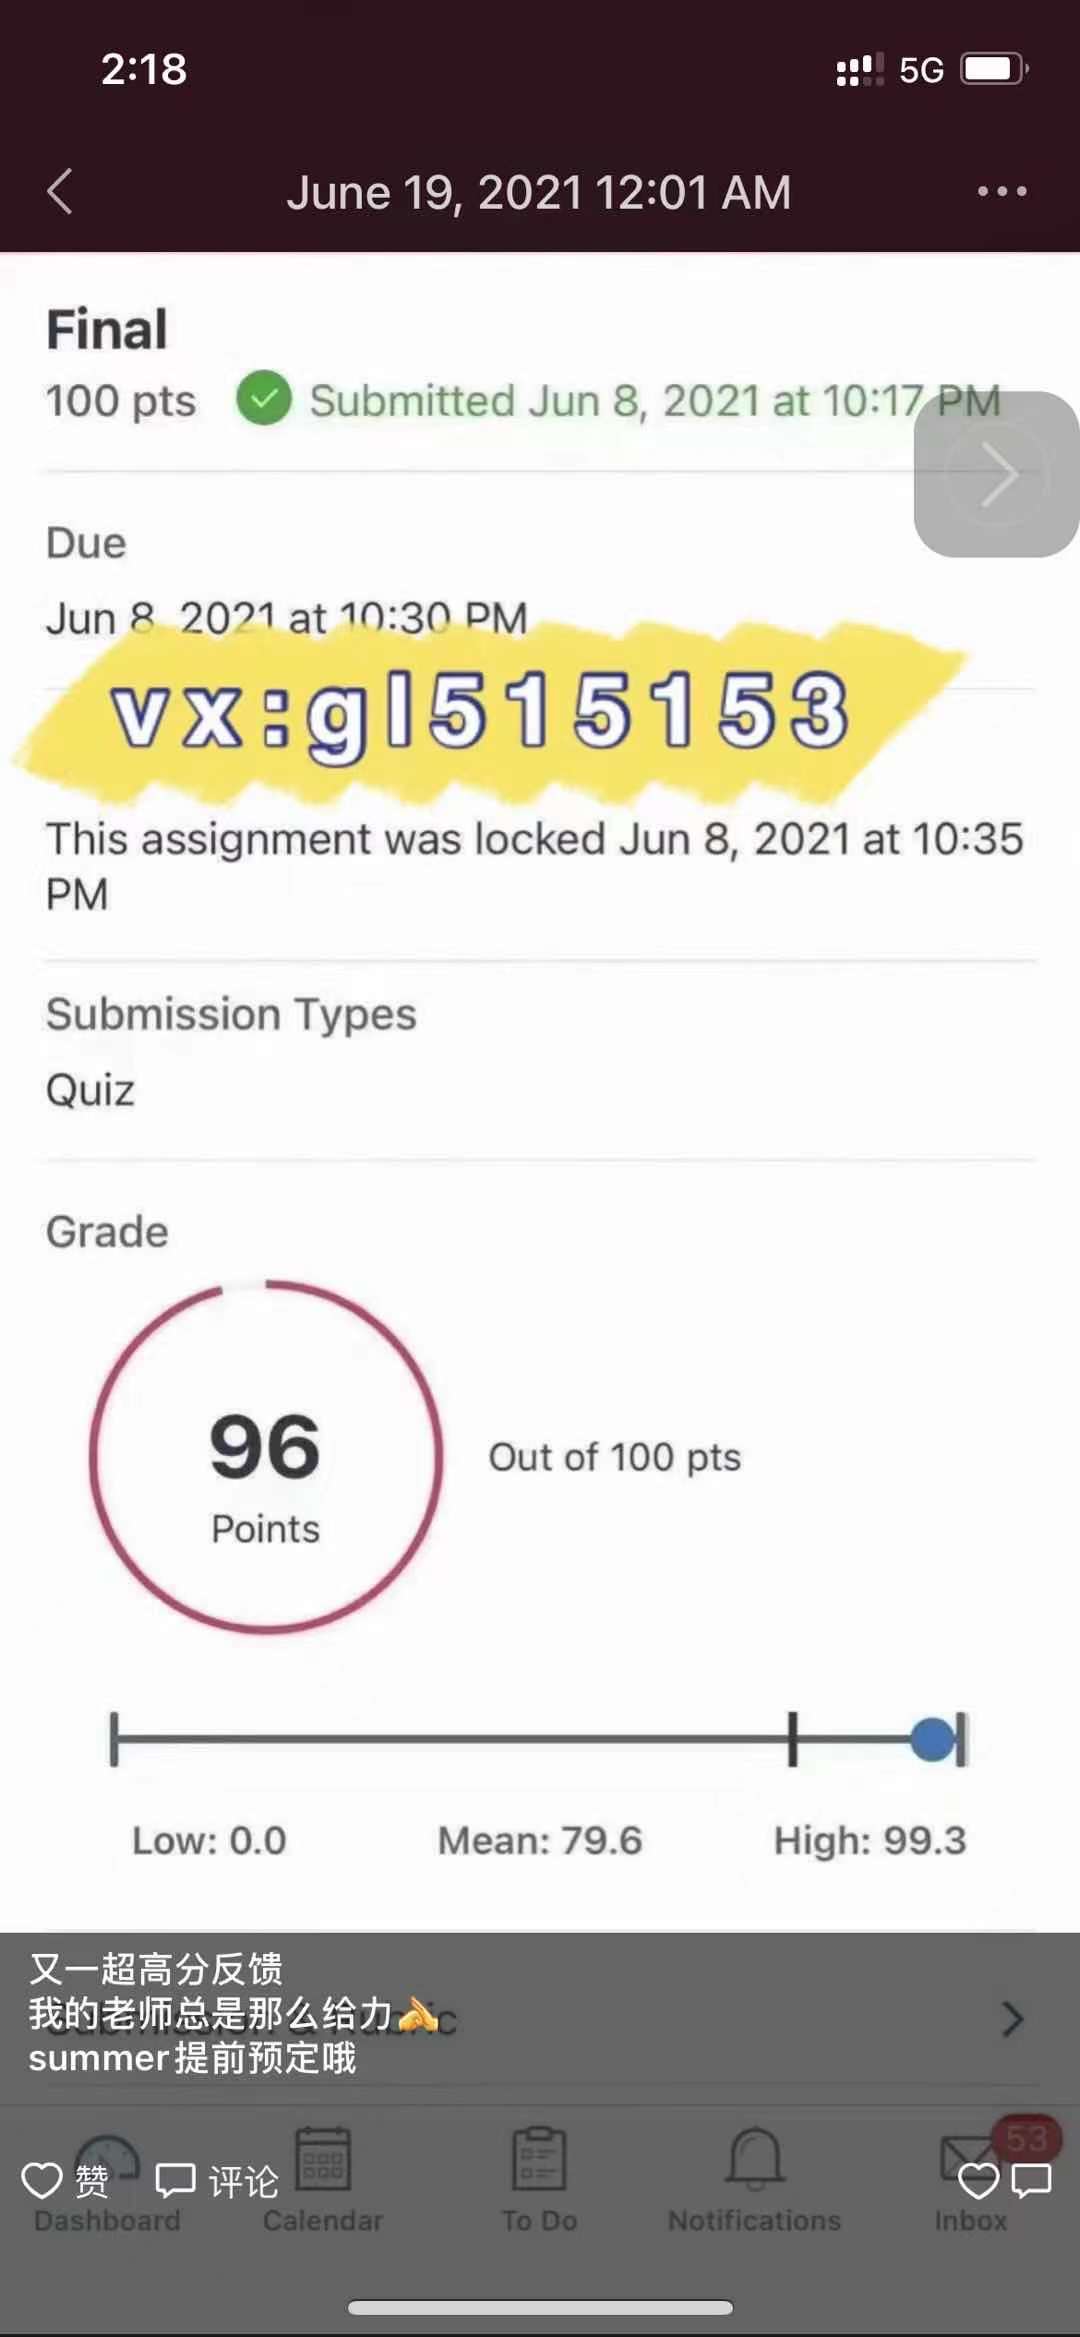 2:18
5G
June 19, 2021 12:01 AM
Final
100 pts
Submitted Jun 8, 2021 at 10:17 PM
Due
Jun 8, 2021 at 10:30 PM
vx:gl515153
This assignment was locked Jun 8, 2021 at 10:35
PM
Submission Types
Quiz
Grade
96
Points
Out of 100 pts
Low: 0.0
Mean: 79.6
High: 99.3
又一超高分反馈
我的老师总是那么给力
Submission & Rubric
summer提前预定哦
53
赞
评论
Dashboard
Calendar
To Do
Notifications
Inbox